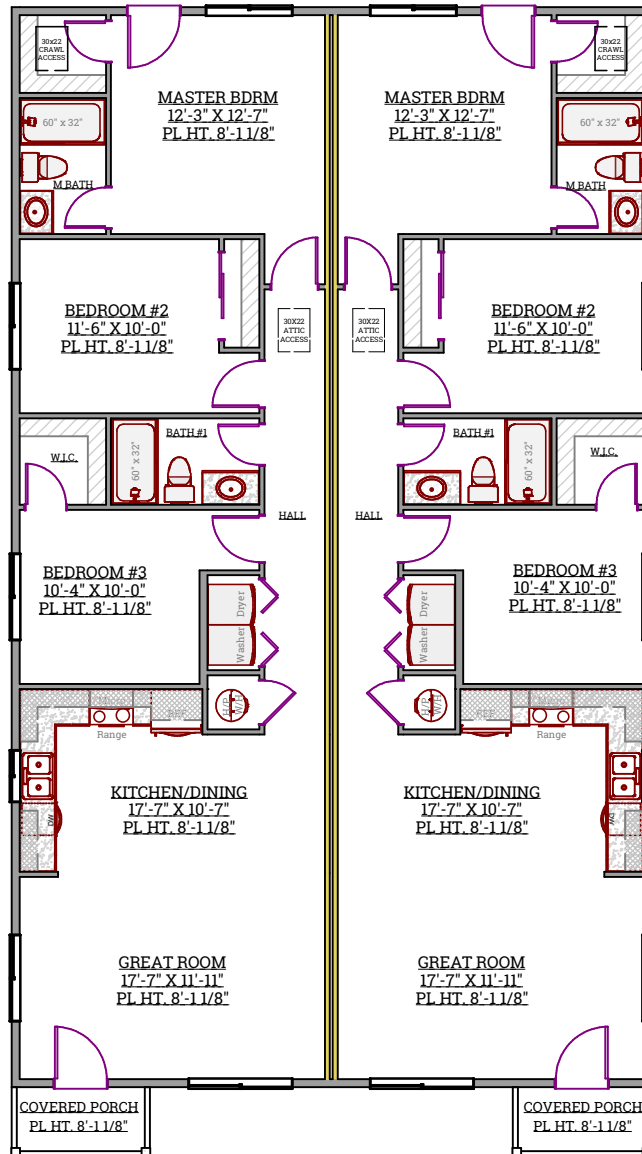 30x22
CRAWL
ACCESS
MASTER BDRM
12'-3" X 12'-7"
PL HT. 8'-1 1/8"
60" x 32"
M BATH
BEDROOM #2
11'-6" X 10'-0"
PL HT. 8'-1 1/8"
30X22
ATTIC
ACCESS
W.I.C.
BATH #1
60" x 32"
HALL
BEDROOM #3
10'-4" X 10'-0"
PL HT. 8'-1 1/8"
Dryer
Washer
H/P
W/H
REF.
Range
DW
KITCHEN/DINING
17'-7" X 10'-7"
PL HT. 8'-1 1/8"
GREAT ROOM
17'-7" X 11'-11"
PL HT. 8'-1 1/8"
COVERED PORCH
PL HT. 8'-1 1/8"
30x22
CRAWL
ACCESS
MASTER BDRM
12'-3" X 12'-7"
PL HT. 8'-1 1/8"
60" x 32"
M BATH
BEDROOM #2
11'-6" X 10'-0"
PL HT. 8'-1 1/8"
30X22
ATTIC
ACCESS
BATH #1
60" x 32"
W.I.C.
HALL
BEDROOM #3
10'-4" X 10'-0"
PL HT. 8'-1 1/8"
Dryer
Washer
H/P
W/H
REF.
Range
DW
KITCHEN/DINING
17'-7" X 10'-7"
PL HT. 8'-1 1/8"
GREAT ROOM
17'-7" X 11'-11"
PL HT. 8'-1 1/8"
COVERED PORCH
PL HT. 8'-1 1/8"